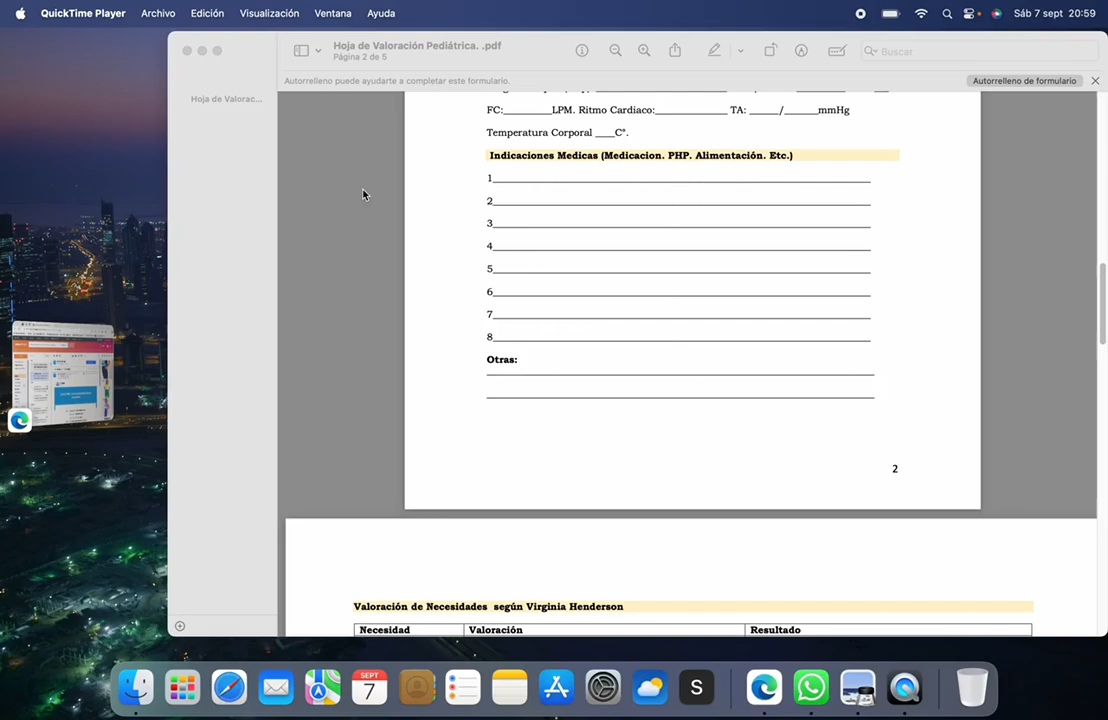 QuickTime Player Archivo Edición Visualización Ventana Ayuda Sáb 7 sept 20:59
Hoja de Valoración Pediátrica. .pdf
Página 2 de 5
Buscar
Autorrelleno puede ayudarte a completar este formulario. Autorrelleno de formulario
Hoja de Valorac...
FC:_________LPM. Ritmo Cardiaco:_____________ TA: _____/______mmHg
Temperatura Corporal ____C°.
Indicaciones Medicas (Medicacion. PHP. Alimentación. Etc.)
1
2
3
4
5
6
7
8
Otras:
2
Valoración de Necesidades según Virginia Henderson
Necesidad Valoración Resultado
SEPT
7
S